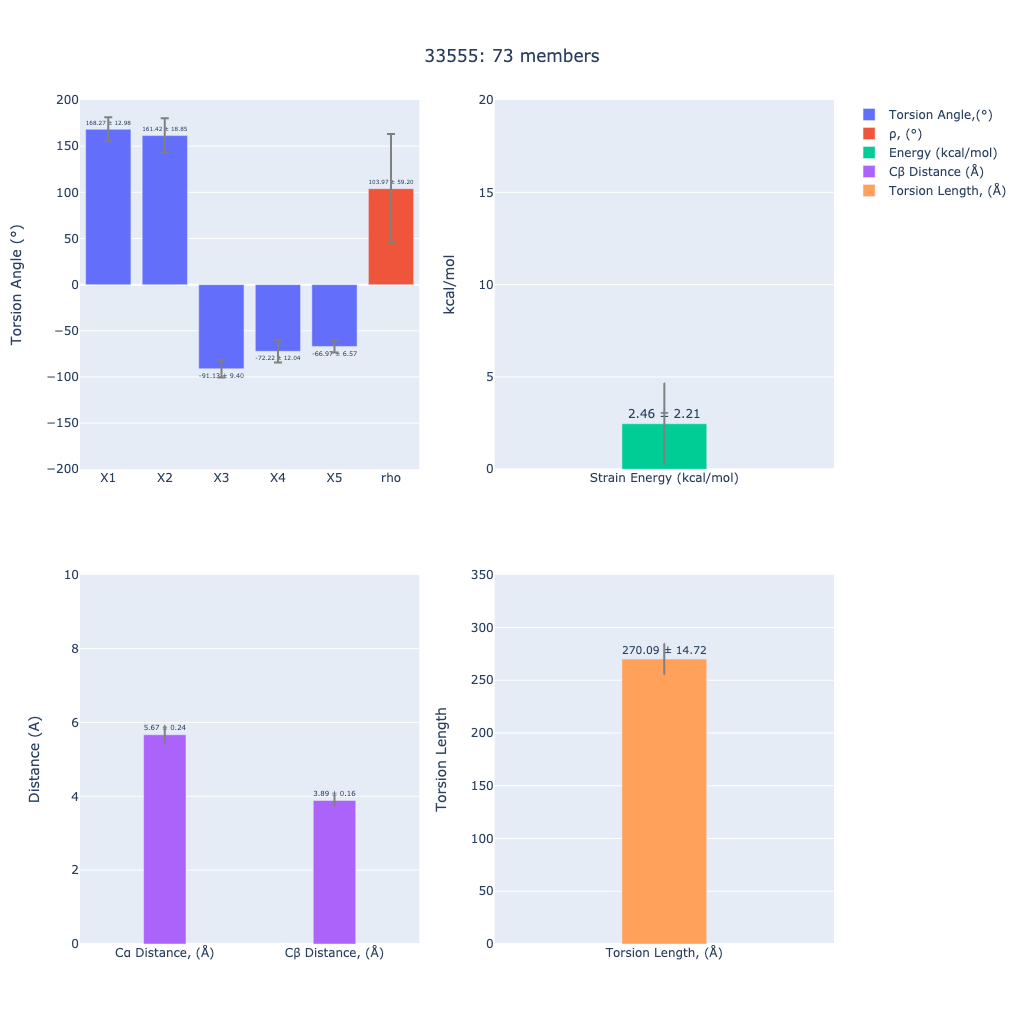 33555: 73 members
Torsion Angle (°)
200
150
100
50
0
−50
−100
−150
−200
168.27 ± 12.98
161.42 ± 18.85
-91.13 ± 9.40
-72.22 ± 12.04
-66.97 ± 6.57
103.97 ± 59.20
X1 X2 X3 X4 X5 rho
kcal/mol
20
15
10
5
0
2.46 ± 2.21
Strain Energy (kcal/mol)
Torsion Angle,(°)
ρ, (°)
Energy (kcal/mol)
Cβ Distance (Å)
Torsion Length, (Å)
Distance (A)
10
8
6
4
2
0
5.67 ± 0.24
3.89 ± 0.16
Cα Distance, (Å) Cβ Distance, (Å)
Torsion Length
350
300
250
200
150
100
50
0
270.09 ± 14.72
Torsion Length, (Å)